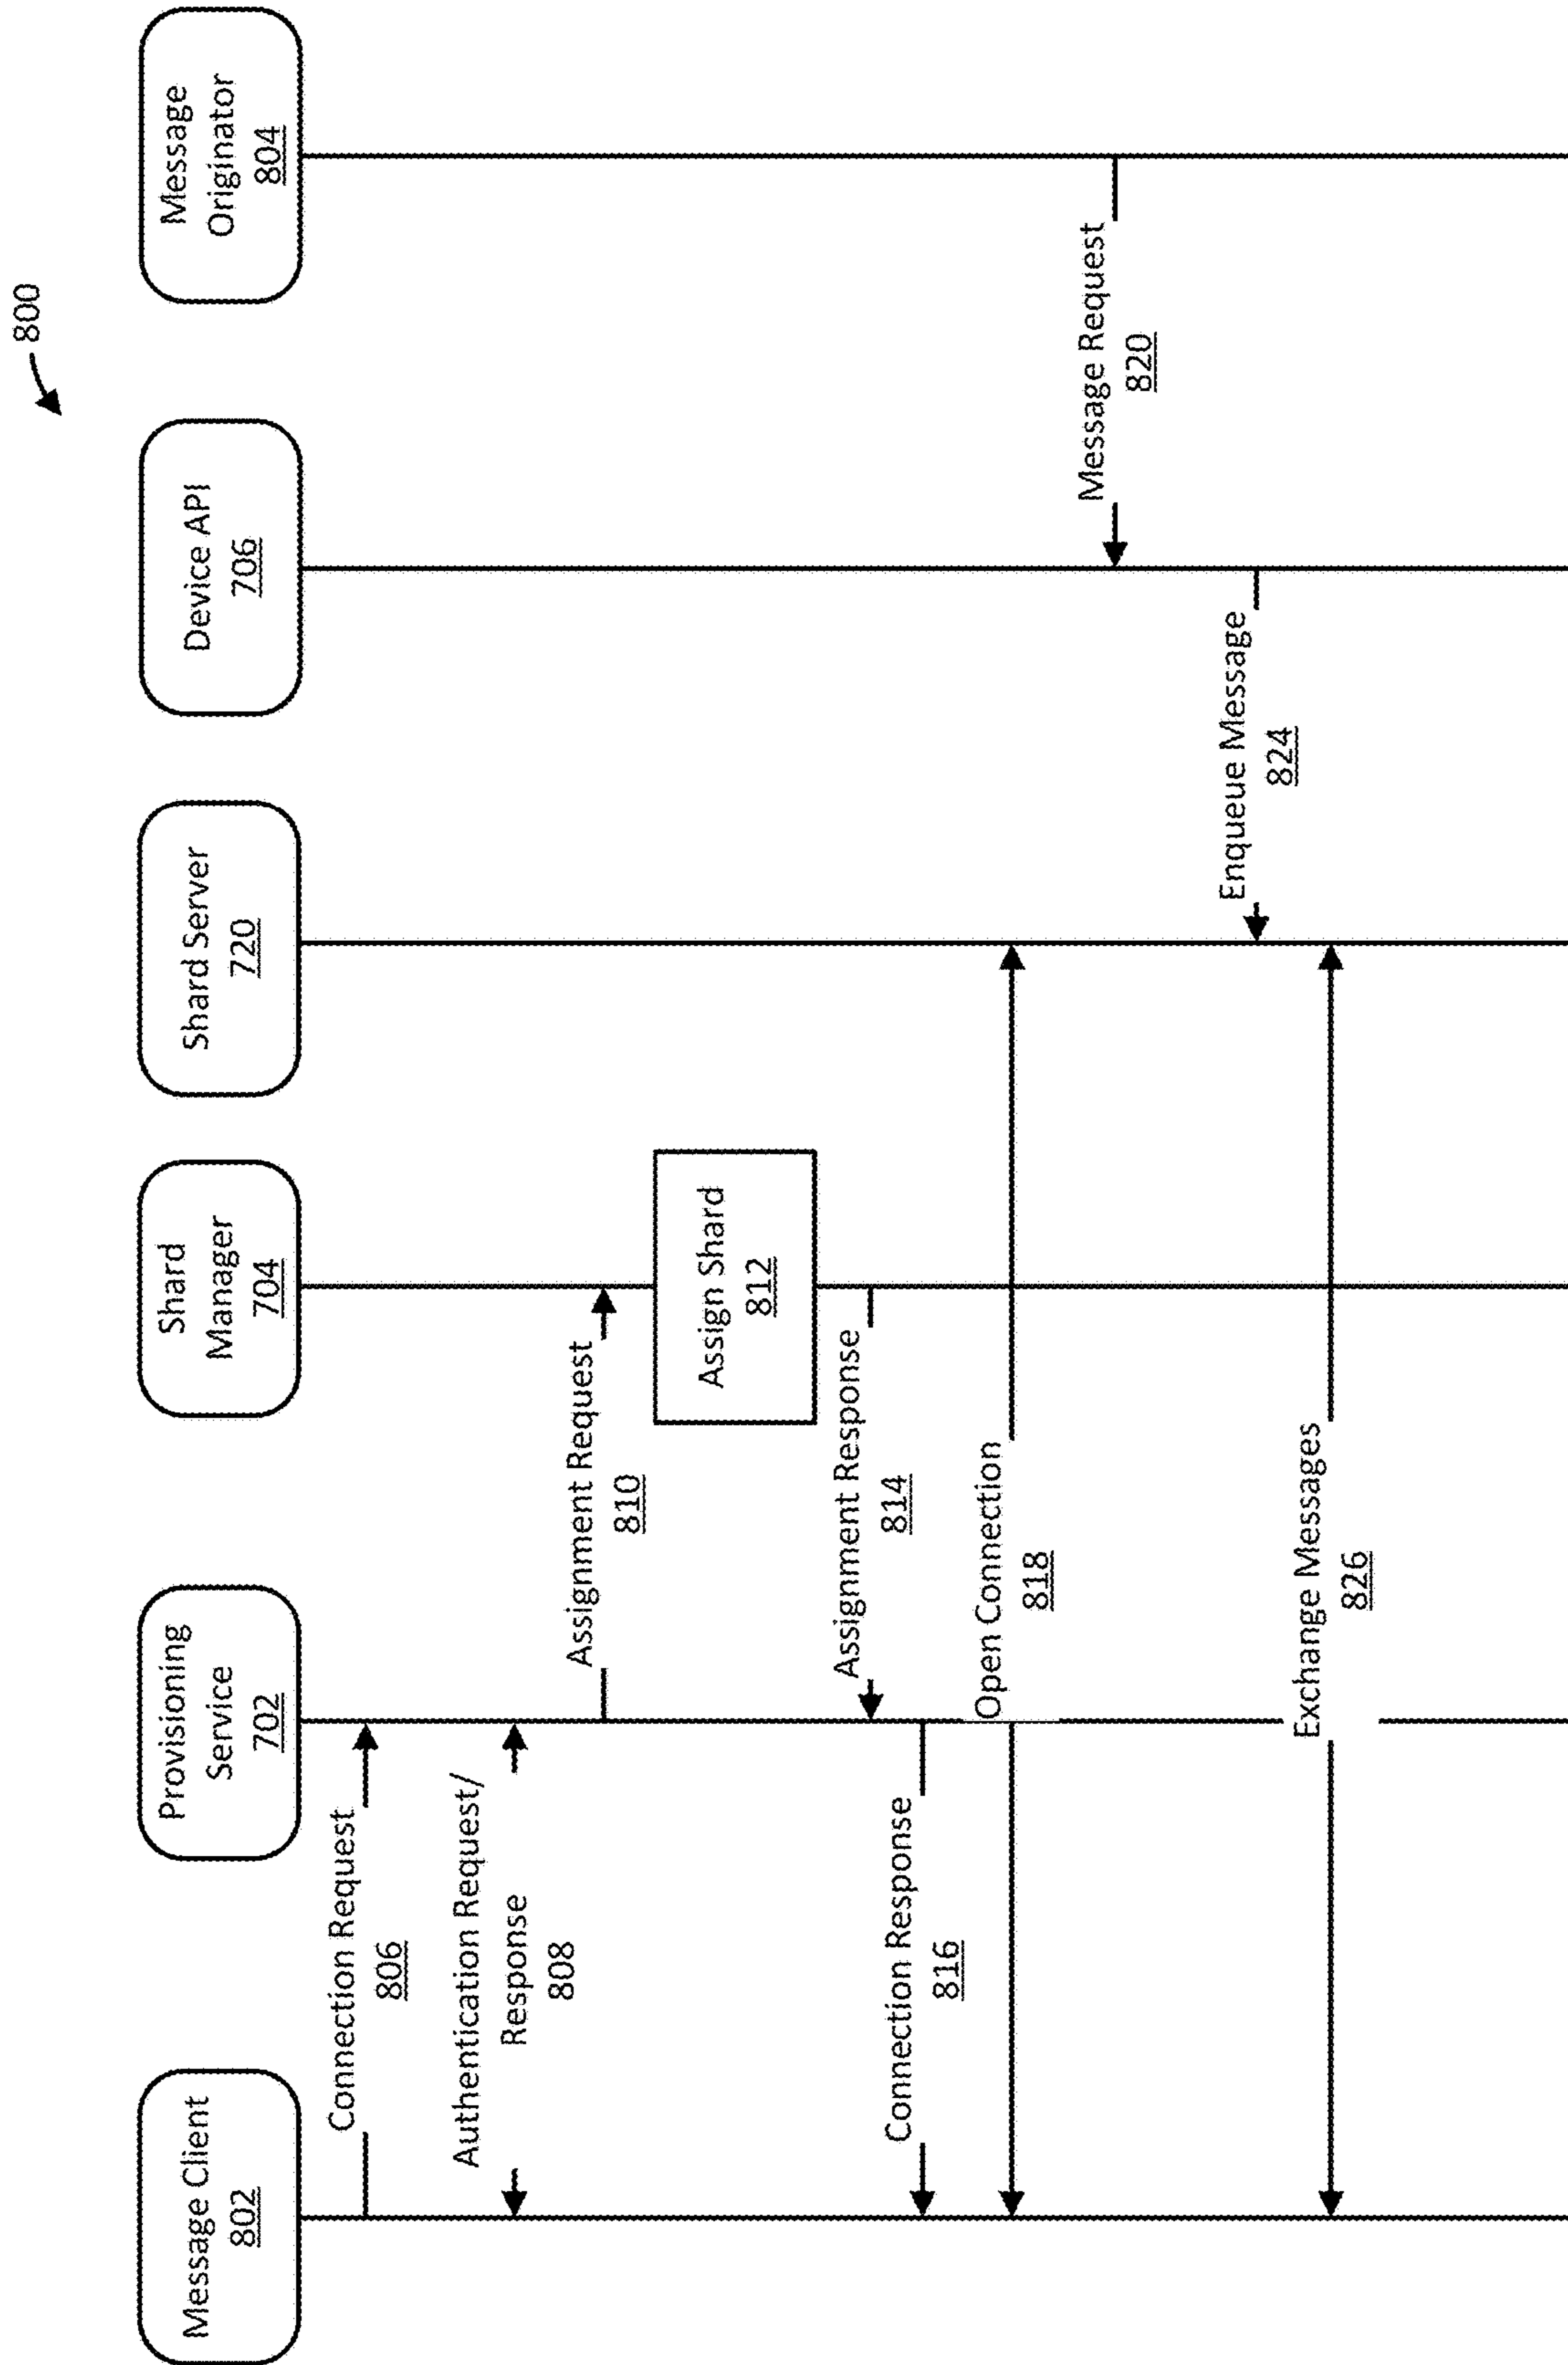 800
Message Client
802
Provisioning
Service
702
Shard
Manager
704
Shard Server
720
Device API
706
Message
Originator
804
Connection Request
806
Authentication Request/
Response
808
Assignment Request
810
Assign Shard
812
Assignment Response
814
Connection Response
816
Open Connection
818
Message Request
820
Enqueue Message
824
Exchange Messages
826